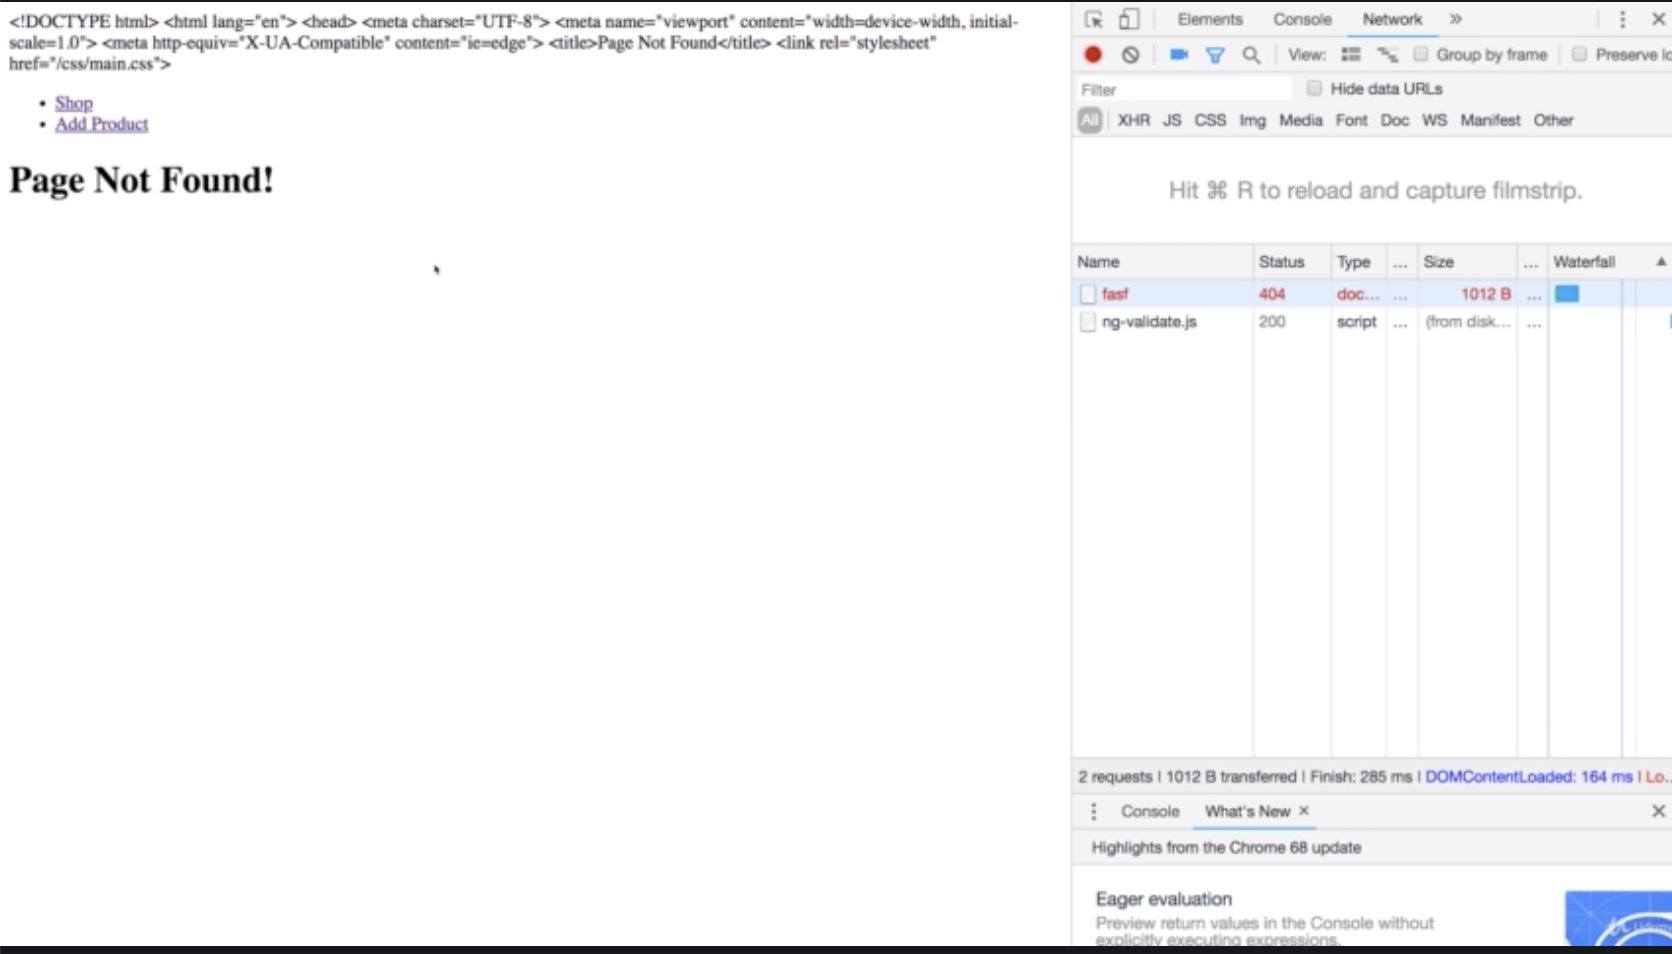 <!DOCTYPE html> <html lang="en"> <head> <meta charset="UTF-8"> <meta name="viewport" content="width=device-width, initial-
scale=1.0"> <meta http-equiv="X-UA-Compatible" content="ie=edge"> <title>Page Not Found</title> <link rel="stylesheet"
href="/css/main.css">
• Shop
• Add Product
Page Not Found!
Elements Console Network »
View: Group by frame Preserve lo
Filter Hide data URLs
All XHR JS CSS Img Media Font Doc WS Manifest Other
Hit ⌘ R to reload and capture filmstrip.
Name Status Type ... Size ... Waterfall ▲
fasf 404 doc... ... 1012 B ...
ng-validate.js 200 script ... (from disk... ...
2 requests | 1012 B transferred | Finish: 285 ms | DOMContentLoaded: 164 ms | Lo...
Console What's New ×
Highlights from the Chrome 68 update
Eager evaluation
Preview return values in the Console without
explicitly executing expressions.